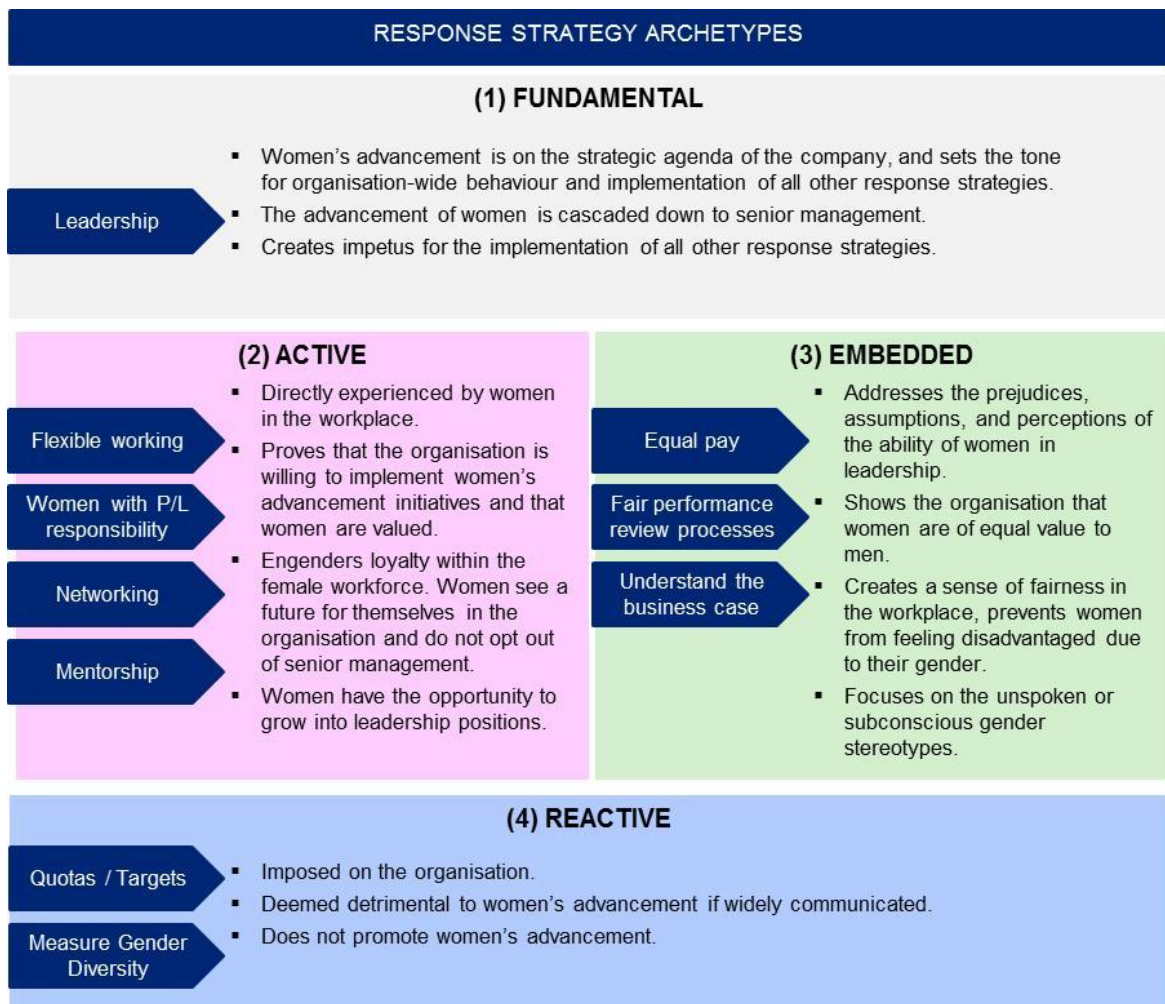 RESPONSE STRATEGY ARCHETYPES
(1) FUNDAMENTAL
Leadership
▪ Women’s advancement is on the strategic agenda of the company, and sets the tone
for organisation-wide behaviour and implementation of all other response strategies.
▪ The advancement of women is cascaded down to senior management.
▪ Creates impetus for the implementation of all other response strategies.
(2) ACTIVE
Flexible working
Women with P/L
responsibility
Networking
Mentorship
▪ Directly experienced by women
in the workplace.
▪ Proves that the organisation is
willing to implement women’s
advancement initiatives and that
women are valued.
▪ Engenders loyalty within the
female workforce. Women see a
future for themselves in the
organisation and do not opt out
of senior management.
▪ Women have the opportunity to
grow into leadership positions.
(3) EMBEDDED
Equal pay
Fair performance
review processes
Understand the
business case
▪ Addresses the prejudices,
assumptions, and perceptions of
the ability of women in
leadership.
▪ Shows the organisation that
women are of equal value to
men.
▪ Creates a sense of fairness in
the workplace, prevents women
from feeling disadvantaged due
to their gender.
▪ Focuses on the unspoken or
subconscious gender
stereotypes.
(4) REACTIVE
Quotas / Targets
Measure Gender
Diversity
▪ Imposed on the organisation.
▪ Deemed detrimental to women’s advancement if widely communicated.
▪ Does not promote women’s advancement.